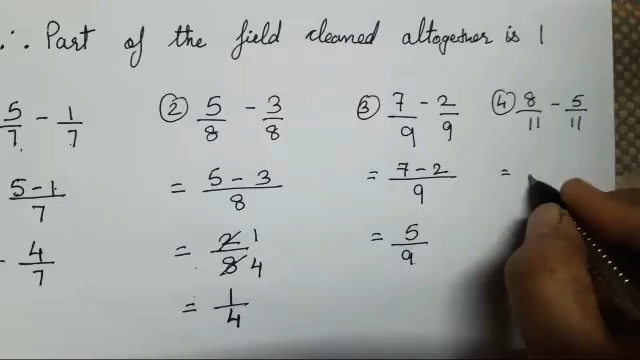 ∴ Part of the field cleaned altogether is 1
5/7 - 1/7
5-1/7
- 4/7
② 5/8 - 3/8
= 5 - 3/8
= 2̸ 1/8̸ 4
= 1/4
③ 7/9 - 2/9
= 7 - 2/9
= 5/9
④ 8/11 - 5/11
=